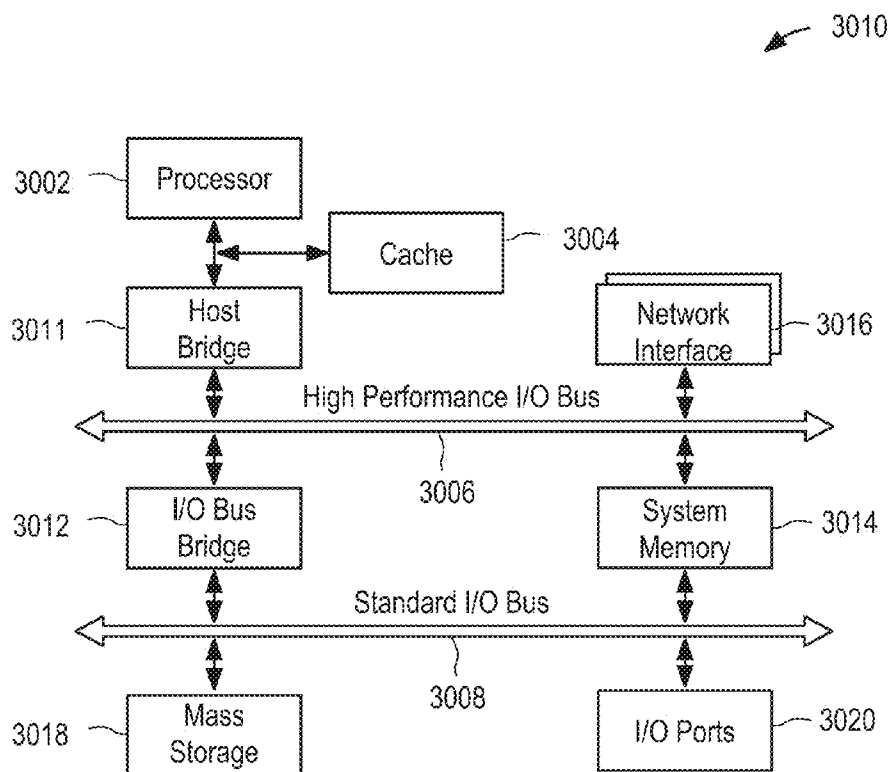 3010
3002
Processor
Cache
3004
3011
Host
Bridge
Network
Interface
3016
High Performance I/O Bus
3006
3012
I/O Bus
Bridge
System
Memory
3014
Standard I/O Bus
3008
3018
Mass
Storage
I/O Ports
3020